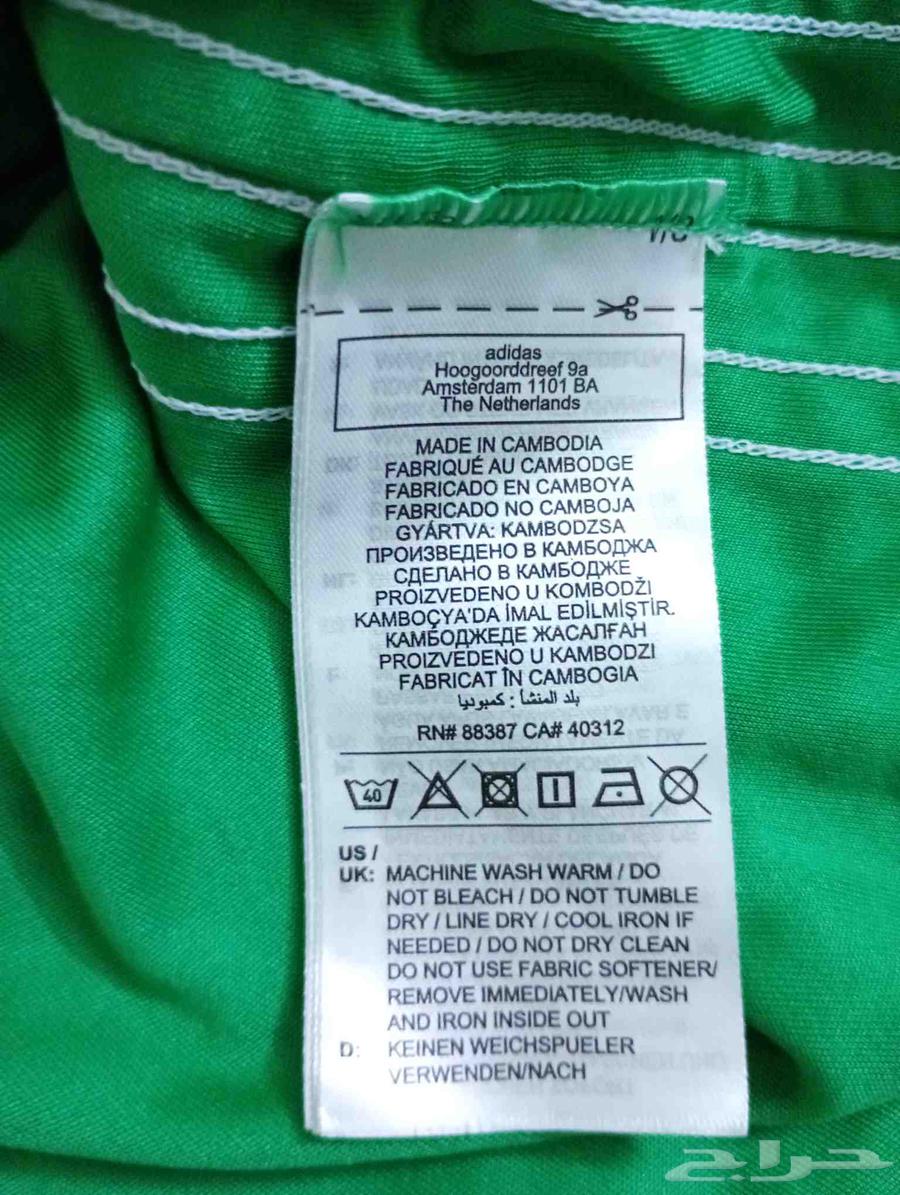 adidas
Hoogoorddreef 9a
Amsterdam 1101 BA
The Netherlands
MADE IN CAMBODIA
FABRIQUÉ AU CAMBODGE
FABRICADO EN CAMBOYA
FABRICADO NO CAMBOJA
GYÁRTVA: KAMBODZSA
ПРОИЗВЕДЕНО В КАМБОДЖА
СДЕЛАНО В КАМБОДЖЕ
PROIZVEDENO U KOMBODŽI
KAMBOÇYA'DA İMAL EDİLMİŞTİR.
КАМБОДЖЕДЕ ЖАСАЛҒАН
PROIZVEDENO U KAMBODZI
FABRICAT ÎN CAMBOGIA
بلد المنشأ : كمبوديا
RN# 88387 CA# 40312
40
US /
UK: MACHINE WASH WARM / DO
NOT BLEACH / DO NOT TUMBLE
DRY / LINE DRY / COOL IRON IF
NEEDED / DO NOT DRY CLEAN
DO NOT USE FABRIC SOFTENER/
REMOVE IMMEDIATELY/WASH
AND IRON INSIDE OUT
D: KEINEN WEICHSPUELER
VERWENDEN/NACH
حراج